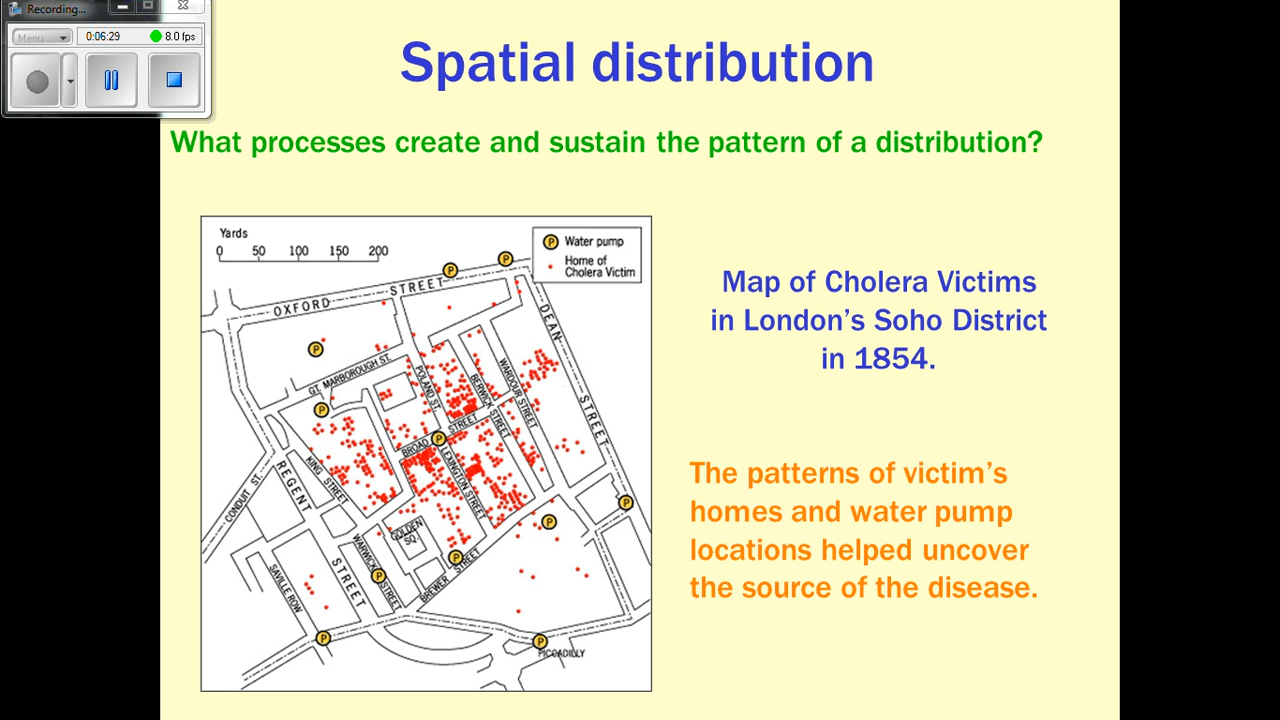 Recording...
Menu
0:06:29
8.0 fps
Spatial distribution
What processes create and sustain the pattern of a distribution?
Yards
0 50 100 150 200
P Water pump
Home of
Cholera Victim
P
P
OXFORD STREET
P
DEAN STREET
GT. MARBOROUGH ST.
POLAND ST.
BERWICK STREET
WARDOUR STREET
P
BROAD STREET
P
LEXINGTON STREET
KING STREET
REGENT STREET
CONDUIT ST.
P
P
GOLDEN
SQ.
P
WARWICK STREET
P
BREWER STREET
SAVILLE ROW
P
P
PICCADILLY
Map of Cholera Victims
in London’s Soho District
in 1854.
The patterns of victim’s
homes and water pump
locations helped uncover
the source of the disease.